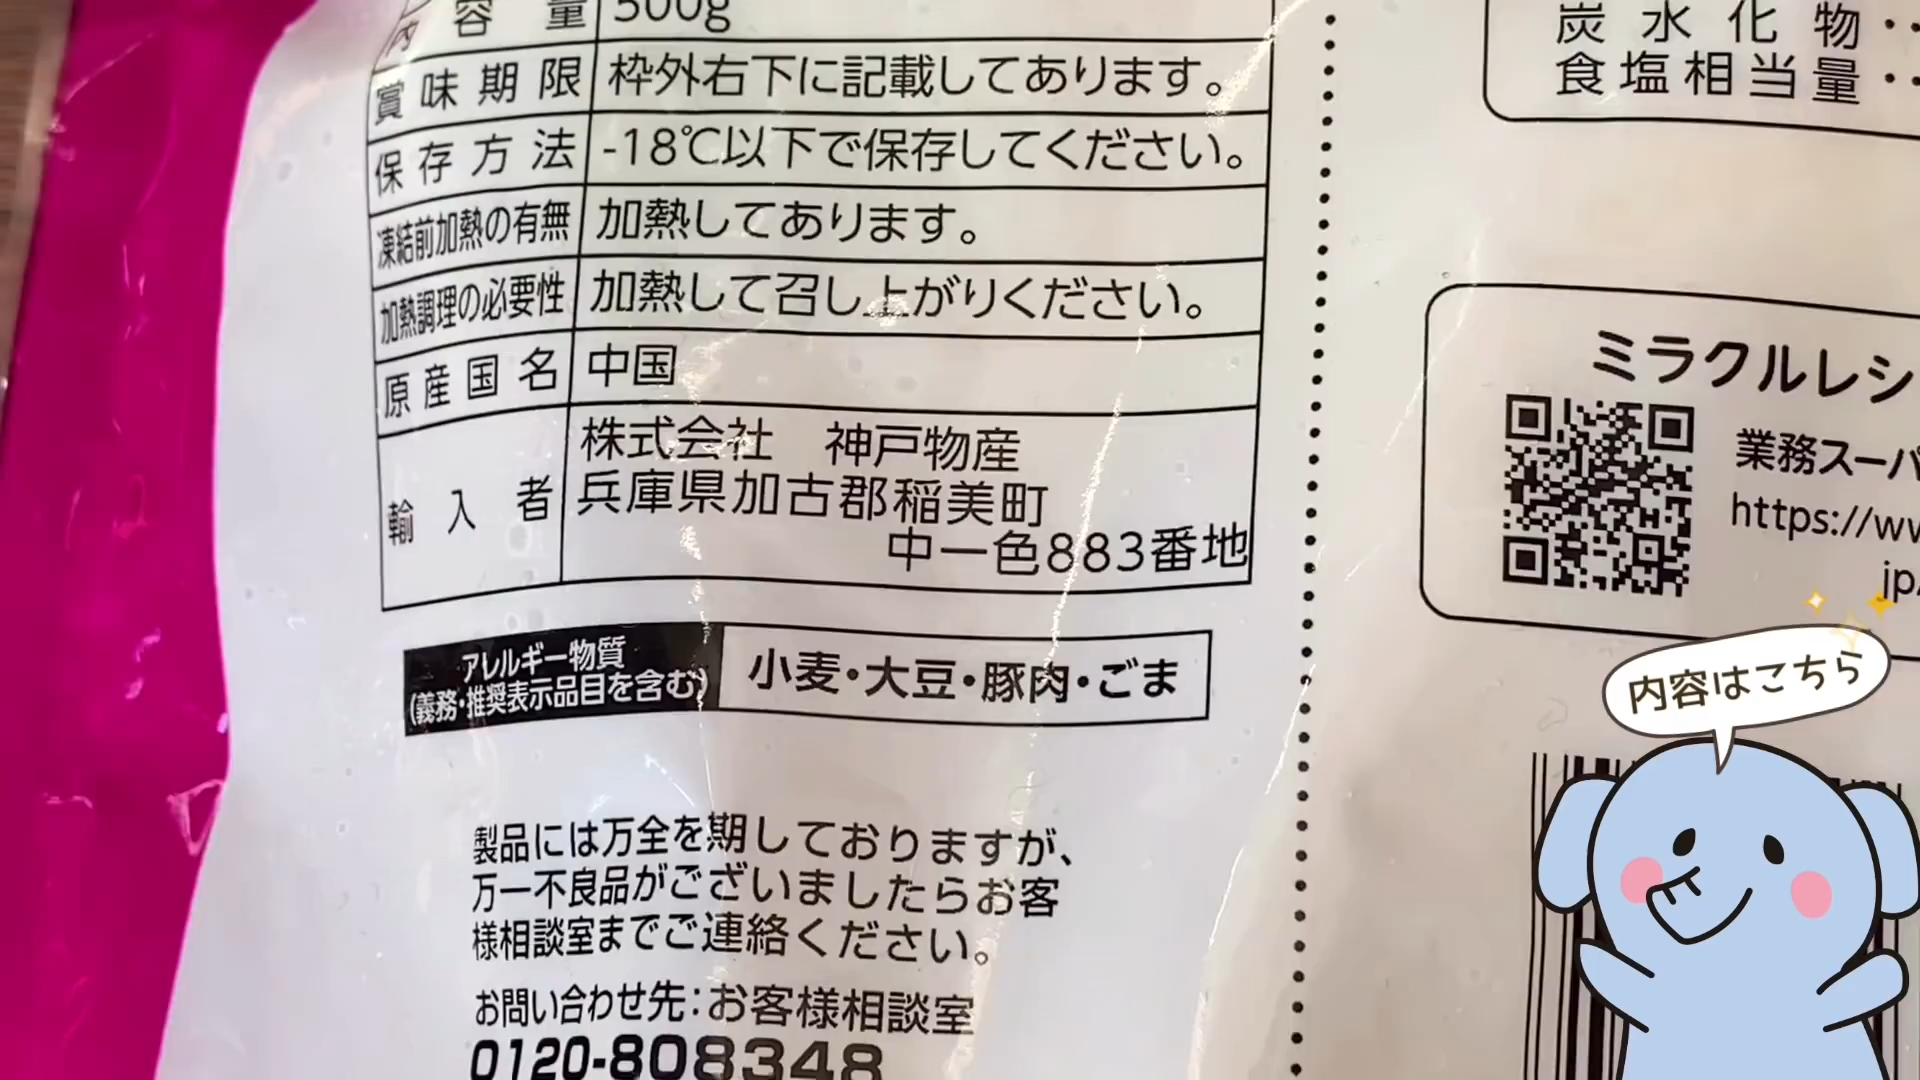 内容量 500g
賞味期限 枠外右下に記載してあります。
保存方法 -18℃以下で保存してください。
凍結前加熱の有無 加熱してあります。
加熱調理の必要性 加熱して召し上がりください。
原産国名 中国
輸入者 株式会社 神戸物産
兵庫県加古郡稲美町
中一色883番地
アレルギー物質
(義務・推奨表示品目を含む)
小麦・大豆・豚肉・ごま
製品には万全を期しておりますが、
万一不良品がございましたらお客
様相談室までご連絡ください。
お問い合わせ先:お客様相談室
0120-808348
炭水化物・・
食塩相当量・・
ミラクルレシ
業務スーパ
https://ww
jp/
内容はこちら